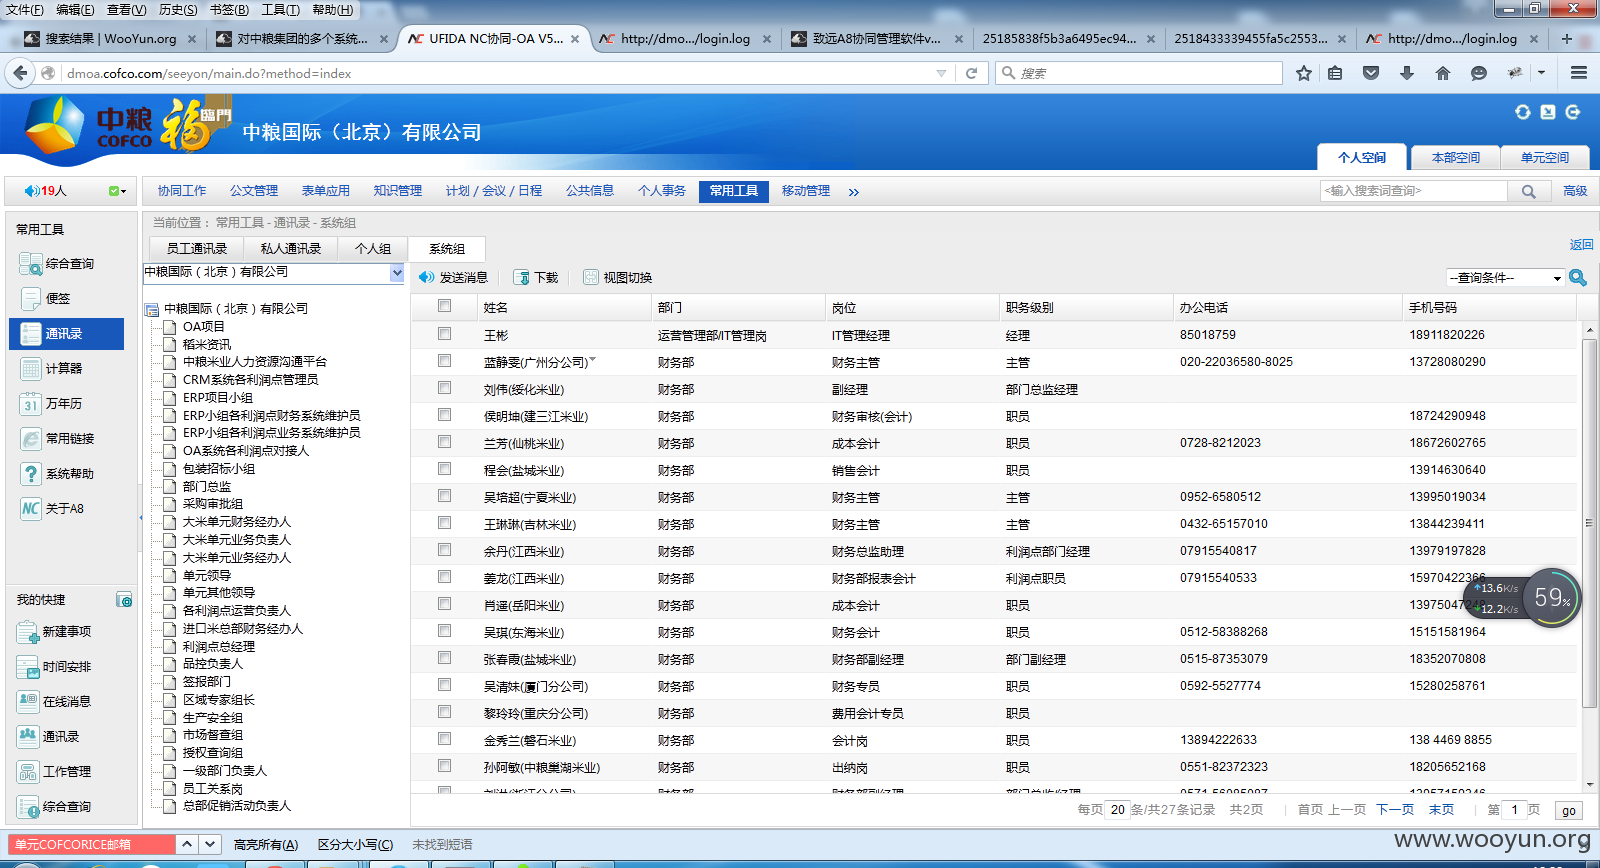 文件(F) 编辑(E) 查看(V) 历史(S) 书签(B) 工具(T) 帮助(H)
搜索结果 | WooYun.org × 对中粮集团的多个系统... × UFIDA NC协同-OA V5... × http://dmo.../login.log × 致远A8协同管理软件v... × 25185838f5b3a6495ec94... × 2518433339455fa5c2553... × http://dmo.../login.log ×
dmoa.cofco.com/seeyon/main.do?method=index 搜索
中粮 COFCO 福 臨門 中粮国际（北京）有限公司
个人空间 本部空间 单元空间
19人 协同工作 公文管理 表单应用 知识管理 计划 / 会议 / 日程 公共信息 个人事务 常用工具 移动管理 » <输入搜索词查询> 高级
常用工具
综合查询
便签
通讯录
计算器
万年历
常用链接
系统帮助
关于A8
我的快捷
新建事项
时间安排
在线消息
通讯录
工作管理
综合查询
当前位置： 常用工具 - 通讯录 - 系统组
员工通讯录 私人通讯录 个人组 系统组 返回
中粮国际（北京）有限公司
中粮国际（北京）有限公司
OA项目
稻米资讯
中粮米业人力资源沟通平台
CRM系统各利润点管理员
ERP项目小组
ERP小组各利润点财务系统维护员
ERP小组各利润点业务系统维护员
OA系统各利润点对接人
包装招标小组
部门总监
采购审批组
大米单元财务经办人
大米单元业务负责人
大米单元业务经办人
单元领导
单元其他领导
各利润点运营负责人
进口米总部财务经办人
利润点总经理
品控负责人
签报部门
区域专家组长
生产安全组
市场督查组
授权查询组
一级部门负责人
员工关系岗
总部促销活动负责人
发送消息 下载 视图切换 --查询条件--
姓名 部门 岗位 职务级别 办公电话 手机号码
王彬 运营管理部/IT管理岗 IT管理经理 经理 85018759 18911820226
蓝静雯(广州分公司) 财务部 财务主管 主管 020-22036580-8025 13728080290
刘伟(绥化米业) 财务部 副经理 部门总监经理
侯明坤(建三江米业) 财务部 财务审核(会计) 职员 18724290948
兰芳(仙桃米业) 财务部 成本会计 职员 0728-8212023 18672602765
程会(盐城米业) 财务部 销售会计 职员 13914630640
吴培超(宁夏米业) 财务部 财务主管 主管 0952-6580512 13995019034
王琳琳(吉林米业) 财务部 财务主管 主管 0432-65157010 13844239411
余丹(江西米业) 财务部 财务总监助理 利润点部门经理 07915540817 13979197828
姜龙(江西米业) 财务部 财务部报表会计 利润点职员 07915540533 15970422366
肖遥(岳阳米业) 财务部 成本会计 职员
吴琪(东海米业) 财务部 财务会计 职员 0512-58388268 15151581964
张春霞(盐城米业) 财务部 财务部副经理 部门副经理 0515-87353079 18352070808
吴清妹(厦门分公司) 财务部 财务专员 职员 0592-5527774 15280258761
黎玲玲(重庆分公司) 财务部 费用会计专员 职员
金秀兰(磐石米业) 财务部 会计岗 职员 13894222633 138 4469 8855
孙阿敏(中粮巢湖米业) 财务部 出纳岗 职员 0551-82372323 18205652168
13.6K/s
12.2K/s
59%
每页 20 条/共27条记录 共2页 首页 上一页 下一页 末页 第 1 页 go
单元COFCORICE邮箱 高亮所有(A) 区分大小写(C) 未找到短语
www.wooyun.org